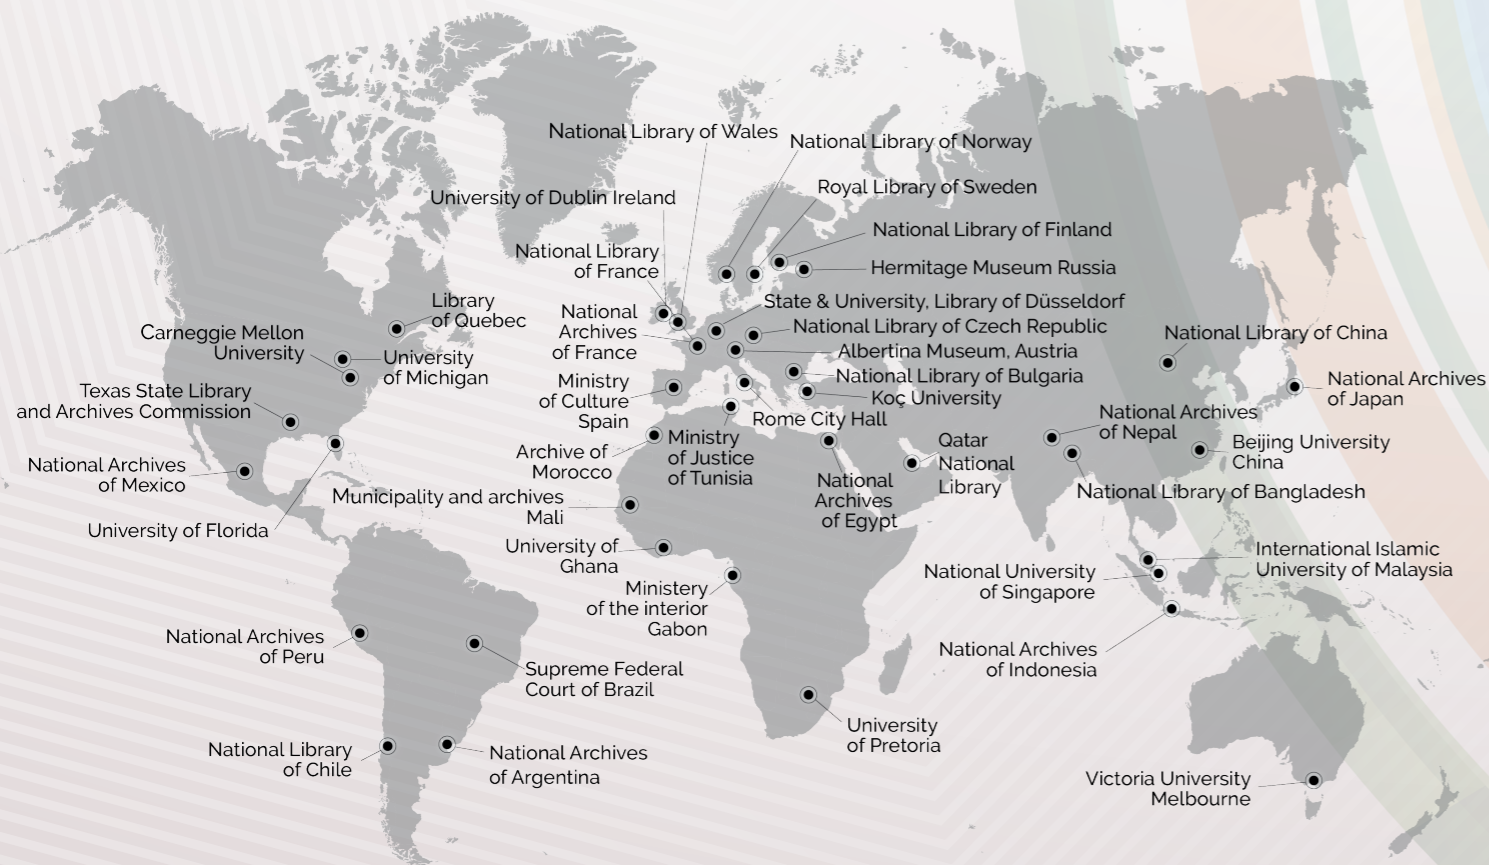 National Library of Wales
National Library of Norway
Royal Library of Sweden
University of Dublin Ireland
National Library of Finland
National Library
of France
Hermitage Museum Russia
Library
of Quebec
National
Archives
of France
State & University, Library of Düsseldorf
National Library of Czech Republic
Carneggie Mellon
University
University
of Michigan
Albertina Museum, Austria
National Library of China
Texas State Library
and Archives Commission
Ministry
of Culture
Spain
National Library of Bulgaria
Koç University
National Archives
of Japan
Rome City Hall
National Archives
of Nepal
Archive of
Morocco
Ministry
of Justice
of Tunisia
Qatar
National
Library
Beijing University
China
National Archives
of Mexico
National
Archives
of Egypt
National Library of Bangladesh
Municipality and archives
Mali
University of Florida
University of
Ghana
International Islamic
University of Malaysia
Ministery
of the interior
Gabon
National University
of Singapore
National Archives
of Peru
Supreme Federal
Court of Brazil
National Archives
of Indonesia
University
of Pretoria
National Library
of Chile
National Archives
of Argentina
Victoria University
Melbourne